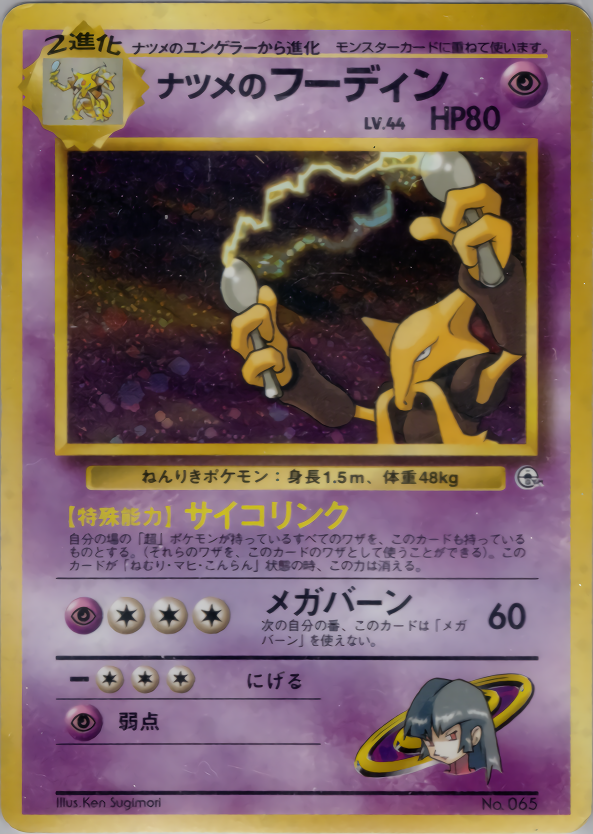 2進化 ナツメのユンゲラーから進化 モンスターカードに重ねて使います。
ナツメのフーディン
LV.44 HP80
ねんりきポケモン：身長1.5m、体重48kg
【特殊能力】サイコリンク
自分の場の「超」ポケモンが持っているすべてのワザを、このカードも持っている
ものとする。（それらのワザを、このカードのワザとして使うことができる）。この
カードが「ねむり・マヒ・こんらん」状態の時、この力は消える。
メガバーン 60
次の自分の番、このカードは「メガ
バーン」を使えない。
にげる
弱点
Illus.Ken Sugimori No.065